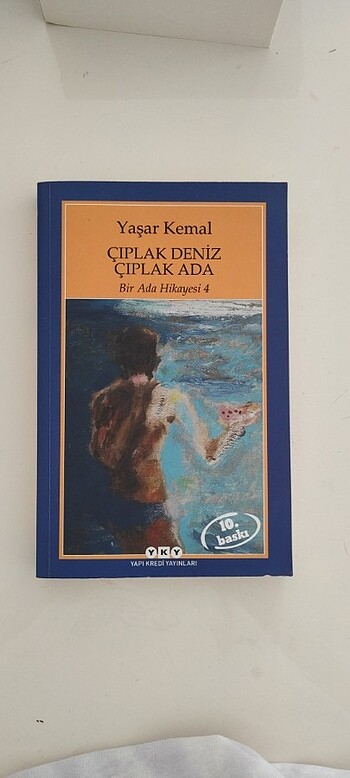 Yaşar Kemal
ÇIPLAK DENİZ
ÇIPLAK ADA
Bir Ada Hikayesi 4
10.
baskı
YKY
YAPI KREDİ YAYINLARI